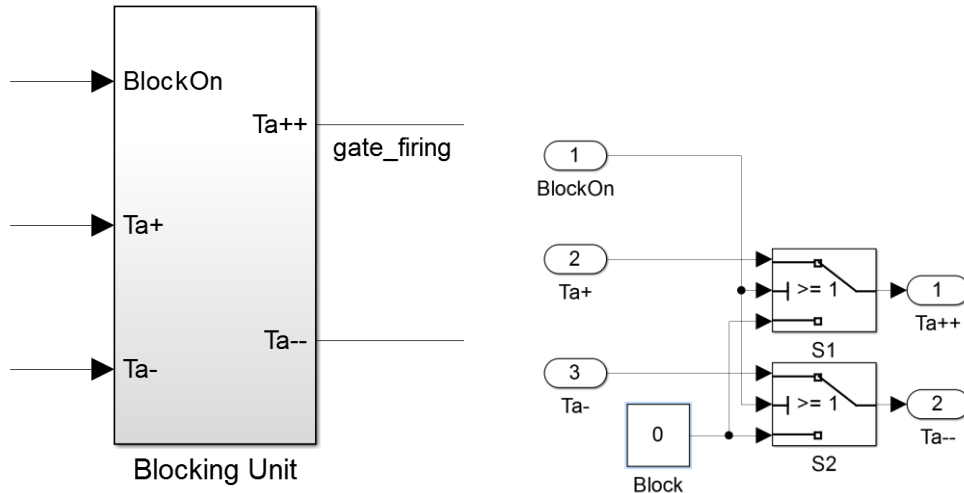 BlockOn
Ta++
gate_firing
Ta+
Ta--
Ta-
Blocking Unit
1
BlockOn
2
Ta+
>= 1
1
Ta++
S1
3
Ta-
>= 1
2
Ta--
S2
0
Block